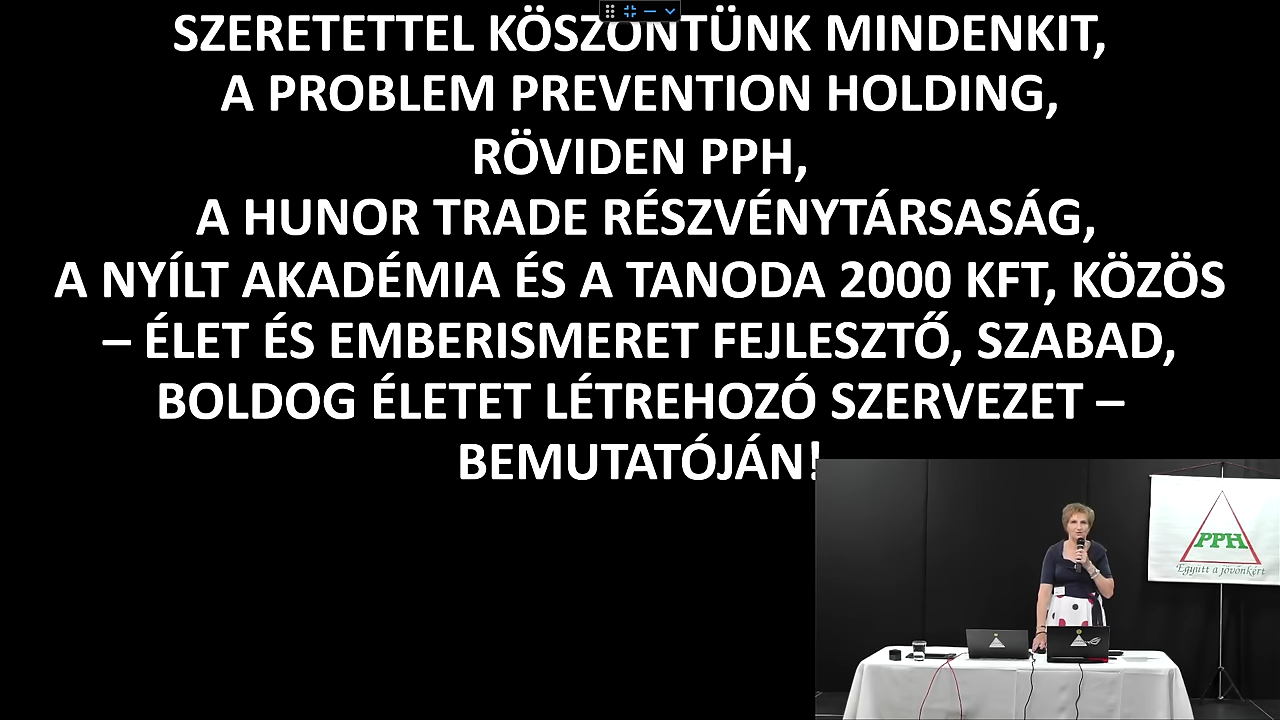 SZERETETTEL KÖSZÖNTÜNK MINDENKIT,
A PROBLEM PREVENTION HOLDING,
RÖVIDEN PPH,
A HUNOR TRADE RÉSZVÉNYTÁRSASÁG,
A NYÍLT AKADÉMIA ÉS A TANODA 2000 KFT, KÖZÖS
– ÉLET ÉS EMBERISMERET FEJLESZTŐ, SZABAD,
BOLDOG ÉLETET LÉTREHOZÓ SZERVEZET –
BEMUTATÓJÁN!
PPH
Együtt a jövőnkért